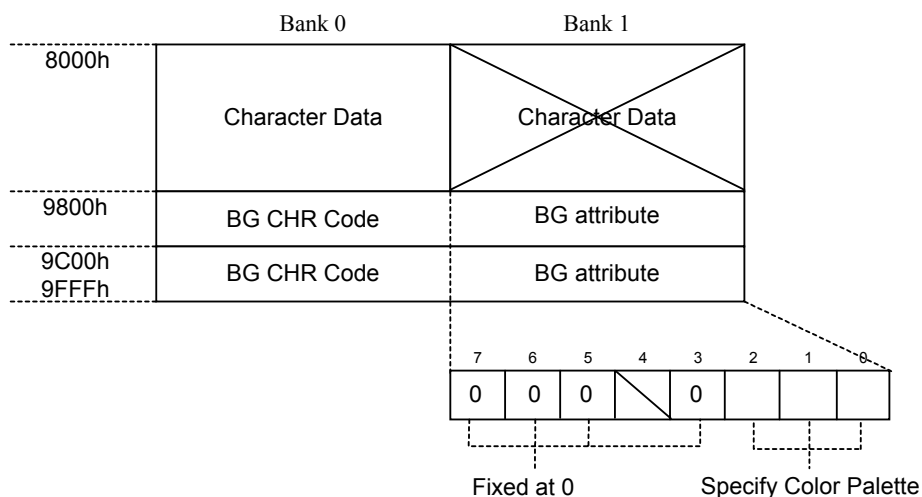 Bank 0 Bank 1
8000h
Character Data Character Data
9800h
BG CHR Code BG attribute
9C00h
BG CHR Code BG attribute
9FFFh
7 6 5 4 3 2 1 0
0 0 0 0
Fixed at 0 Specify Color Palette